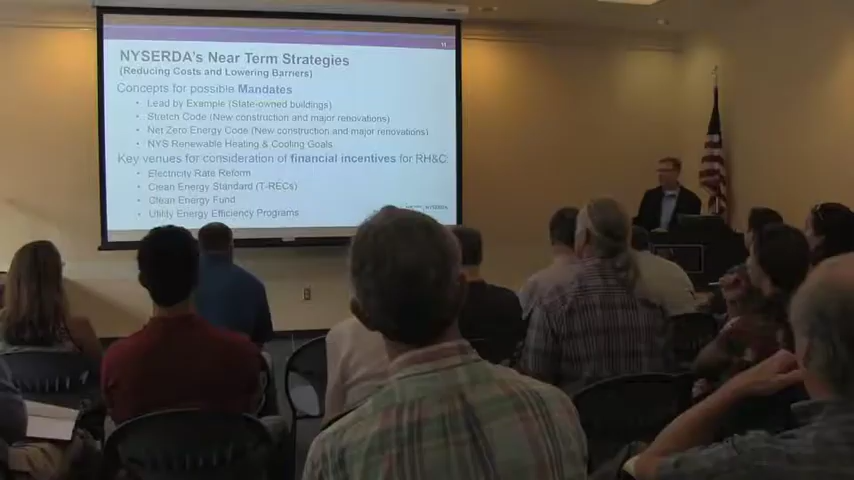 11
NYSERDA's Near Term Strategies
(Reducing Costs and Lowering Barriers)
Concepts for possible Mandates
• Lead by Example (State-owned buildings)
• Stretch Code (New construction and major renovations)
• Net Zero Energy Code (New construction and major renovations)
• NYS Renewable Heating & Cooling Goals
Key venues for consideration of financial incentives for RH&C:
• Electricity Rate Reform
• Clean Energy Standard (T-RECs)
• Clean Energy Fund
• Utility Energy Efficiency Programs
NYSERDA